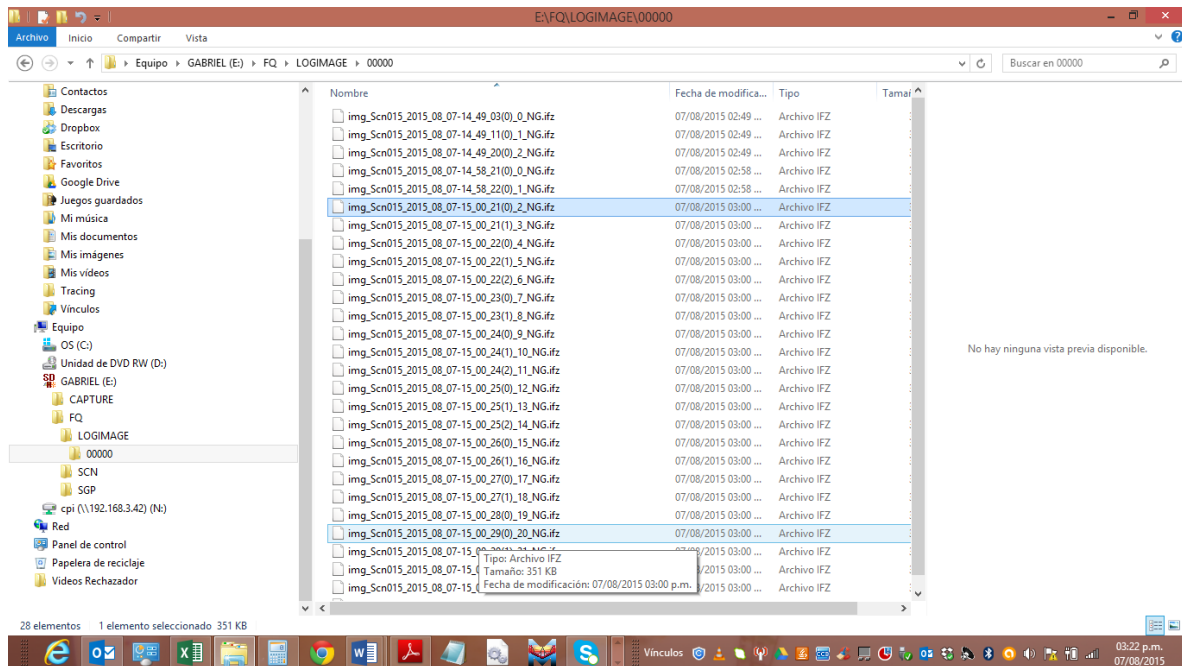 E:\FQ\LOGIMAGE\00000
Archivo Inicio Compartir Vista
Equipo GABRIEL (E:) FQ LOGIMAGE 00000
Buscar en 00000
Contactos
Descargas
Dropbox
Escritorio
Favoritos
Google Drive
Juegos guardados
Mi música
Mis documentos
Mis imágenes
Mis vídeos
Tracing
Vínculos
Equipo
OS (C:)
Unidad de DVD RW (D:)
GABRIEL (E:)
CAPTURE
FQ
LOGIMAGE
00000
SCN
SGP
cpi (\\192.168.3.42) (N:)
Red
Panel de control
Papelera de reciclaje
Videos Rechazador
Nombre Fecha de modifica... Tipo Tamañ
img_Scn015_2015_08_07-14_49_03(0)_0_NG.ifz 07/08/2015 02:49 ... Archivo IFZ
img_Scn015_2015_08_07-14_49_11(0)_1_NG.ifz 07/08/2015 02:49 ... Archivo IFZ
img_Scn015_2015_08_07-14_49_20(0)_2_NG.ifz 07/08/2015 02:49 ... Archivo IFZ
img_Scn015_2015_08_07-14_58_21(0)_0_NG.ifz 07/08/2015 02:58 ... Archivo IFZ
img_Scn015_2015_08_07-14_58_22(0)_1_NG.ifz 07/08/2015 02:58 ... Archivo IFZ
img_Scn015_2015_08_07-15_00_21(0)_2_NG.ifz 07/08/2015 03:00 ... Archivo IFZ
img_Scn015_2015_08_07-15_00_21(1)_3_NG.ifz 07/08/2015 03:00 ... Archivo IFZ
img_Scn015_2015_08_07-15_00_22(0)_4_NG.ifz 07/08/2015 03:00 ... Archivo IFZ
img_Scn015_2015_08_07-15_00_22(1)_5_NG.ifz 07/08/2015 03:00 ... Archivo IFZ
img_Scn015_2015_08_07-15_00_22(2)_6_NG.ifz 07/08/2015 03:00 ... Archivo IFZ
img_Scn015_2015_08_07-15_00_23(0)_7_NG.ifz 07/08/2015 03:00 ... Archivo IFZ
img_Scn015_2015_08_07-15_00_23(1)_8_NG.ifz 07/08/2015 03:00 ... Archivo IFZ
img_Scn015_2015_08_07-15_00_24(0)_9_NG.ifz 07/08/2015 03:00 ... Archivo IFZ
img_Scn015_2015_08_07-15_00_24(1)_10_NG.ifz 07/08/2015 03:00 ... Archivo IFZ
img_Scn015_2015_08_07-15_00_24(2)_11_NG.ifz 07/08/2015 03:00 ... Archivo IFZ
img_Scn015_2015_08_07-15_00_25(0)_12_NG.ifz 07/08/2015 03:00 ... Archivo IFZ
img_Scn015_2015_08_07-15_00_25(1)_13_NG.ifz 07/08/2015 03:00 ... Archivo IFZ
img_Scn015_2015_08_07-15_00_25(2)_14_NG.ifz 07/08/2015 03:00 ... Archivo IFZ
img_Scn015_2015_08_07-15_00_26(0)_15_NG.ifz 07/08/2015 03:00 ... Archivo IFZ
img_Scn015_2015_08_07-15_00_26(1)_16_NG.ifz 07/08/2015 03:00 ... Archivo IFZ
img_Scn015_2015_08_07-15_00_27(0)_17_NG.ifz 07/08/2015 03:00 ... Archivo IFZ
img_Scn015_2015_08_07-15_00_27(1)_18_NG.ifz 07/08/2015 03:00 ... Archivo IFZ
img_Scn015_2015_08_07-15_00_28(0)_19_NG.ifz 07/08/2015 03:00 ... Archivo IFZ
img_Scn015_2015_08_07-15_00_29(0)_20_NG.ifz 07/08/2015 03:00 ... Archivo IFZ
img_Scn015_2015_08_07-15_ /2015 03:00 ... Archivo IFZ
img_Scn015_2015_08_07-15_ /2015 03:00 ... Archivo IFZ
img_Scn015_2015_08_07-15_ /2015 03:00 ... Archivo IFZ
Tipo: Archivo IFZ
Tamaño: 351 KB
Fecha de modificación: 07/08/2015 03:00 p.m.
No hay ninguna vista previa disponible.
28 elementos 1 elemento seleccionado 351 KB
Vínculos
03:22 p.m.
07/08/2015